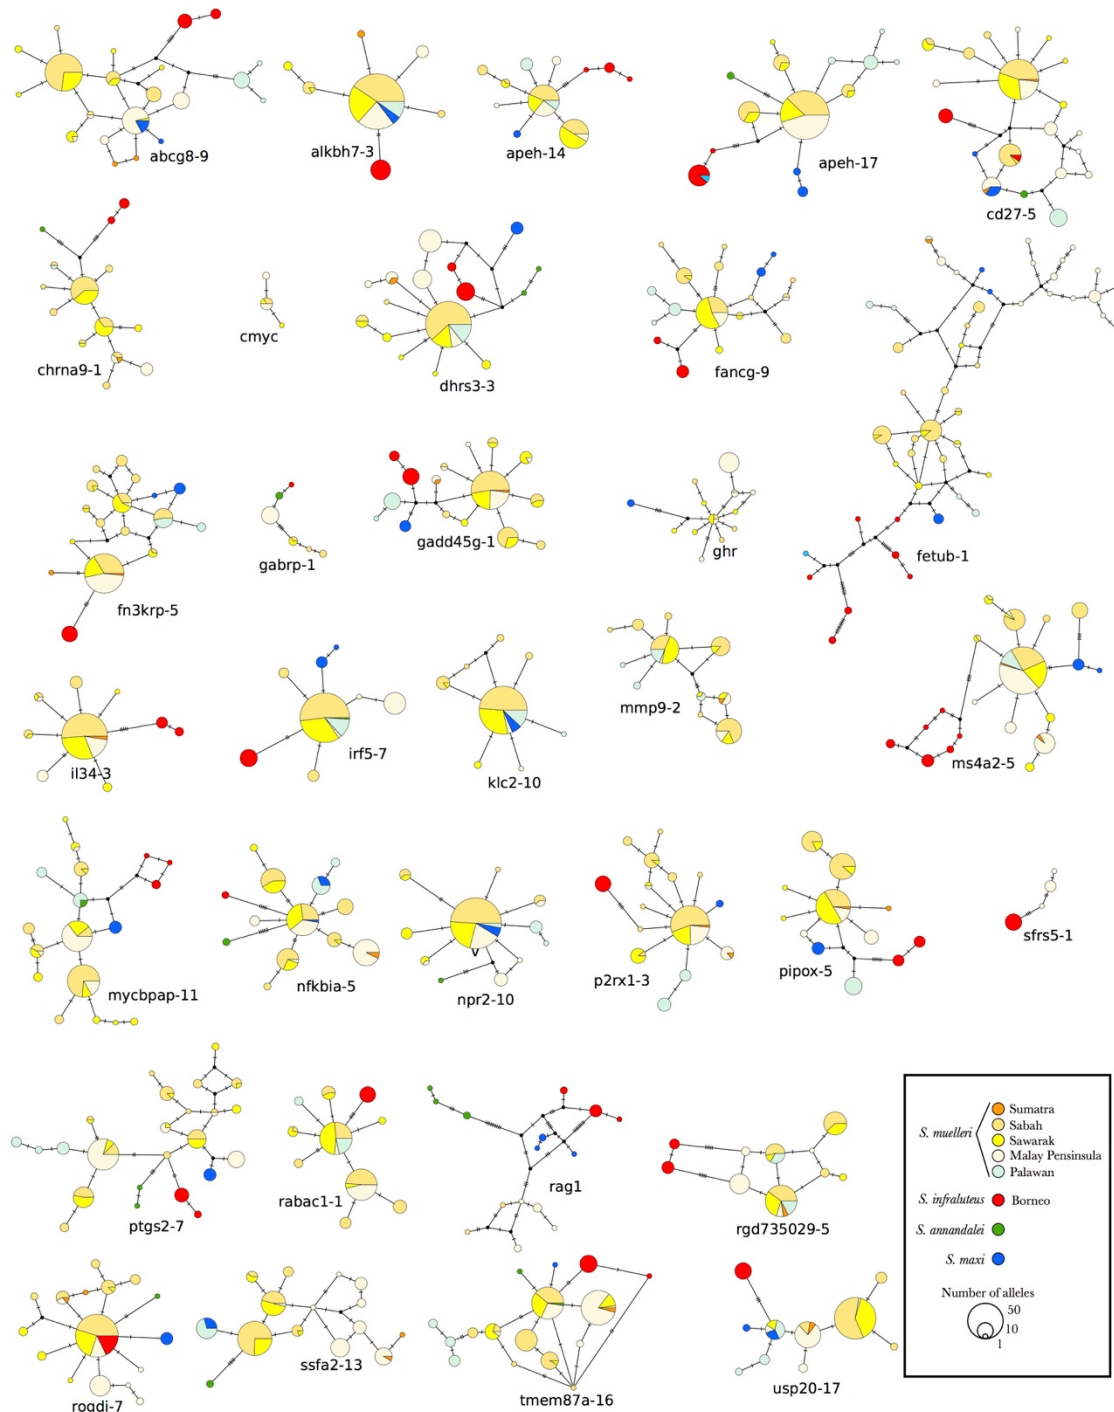 abcg8-9
alkbh7-3
apeh-14
apeh-17
cd27-5
chrna9-1
cmyc
dhrs3-3
fancg-9
fetub-1
fn3krp-5
gabrp-1
gadd45g-1
ghr
il34-3
irf5-7
klc2-10
mmp9-2
ms4a2-5
mycbpap-11
nfkbia-5
npr2-10
p2rx1-3
pipox-5
sfrs5-1
ptgs2-7
rabac1-1
rag1
rgd735029-5
rogdi-7
ssfa2-13
tmem87a-16
usp20-17
S. muelleri
Sumatra
Sabah
Sawarak
Malay Pensinsula
Palawan
S. infraluteus Borneo
S. annandalei
S. maxi
Number of alleles
50
10
1